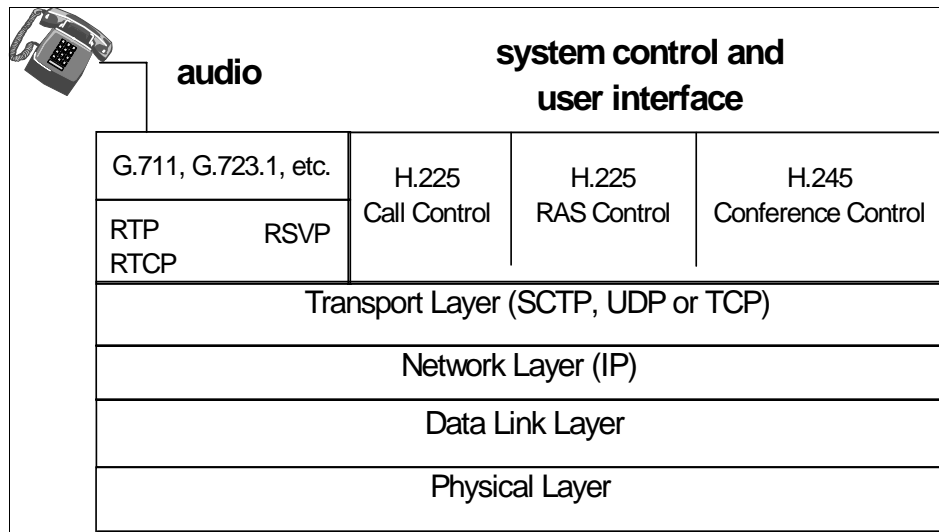 audio
system control and
user interface
G.711, G.723.1, etc.
RTP RSVP
RTCP
H.225
Call Control
H.225
RAS Control
H.245
Conference Control
Transport Layer (SCTP, UDP or TCP)
Network Layer (IP)
Data Link Layer
Physical Layer